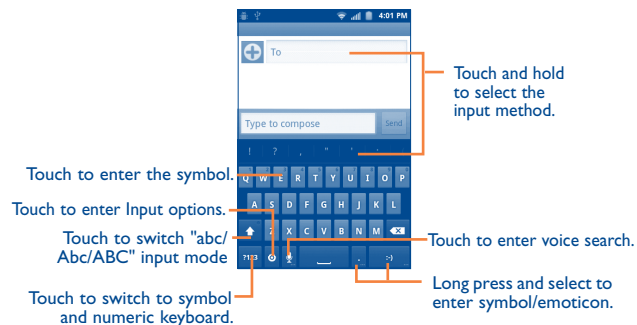 4:01 PM
To
Touch and hold
to select the
input method.
Type to compose
Send
! ? , " ' :
Touch to enter the symbol.
Q W E R T Y U I O P
Touch to enter Input options.
A S D F G H J K L
Touch to switch "abc/
Abc/ABC" input mode
Z X C V B N M
Touch to enter voice search.
?123 . :-)
Touch to switch to symbol
and numeric keyboard.
Long press and select to
enter symbol/emoticon.